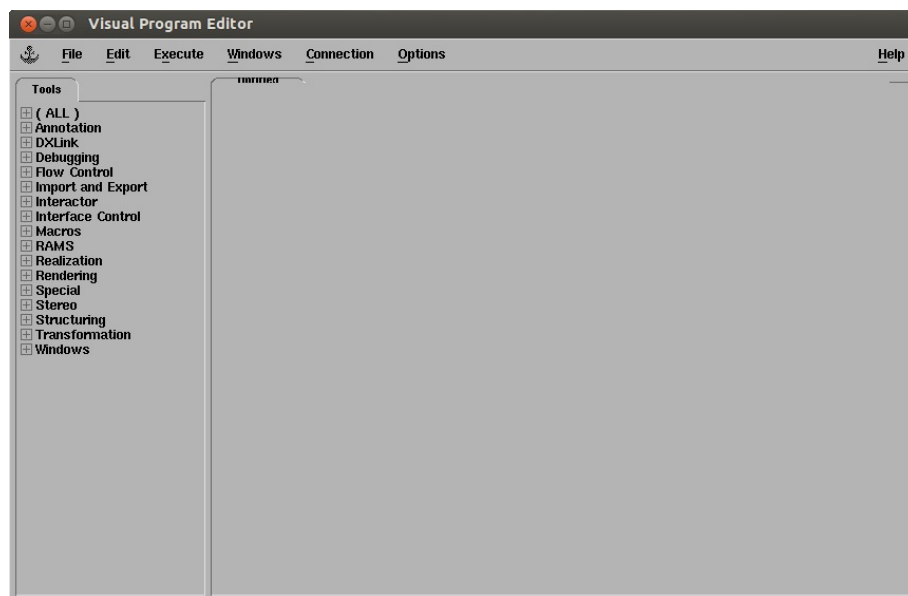 Visual Program Editor
File Edit Execute Windows Connection Options Help
Tools
Untitled
( ALL )
Annotation
DXLink
Debugging
Flow Control
Import and Export
Interactor
Interface Control
Macros
RAMS
Realization
Rendering
Special
Stereo
Structuring
Transformation
Windows